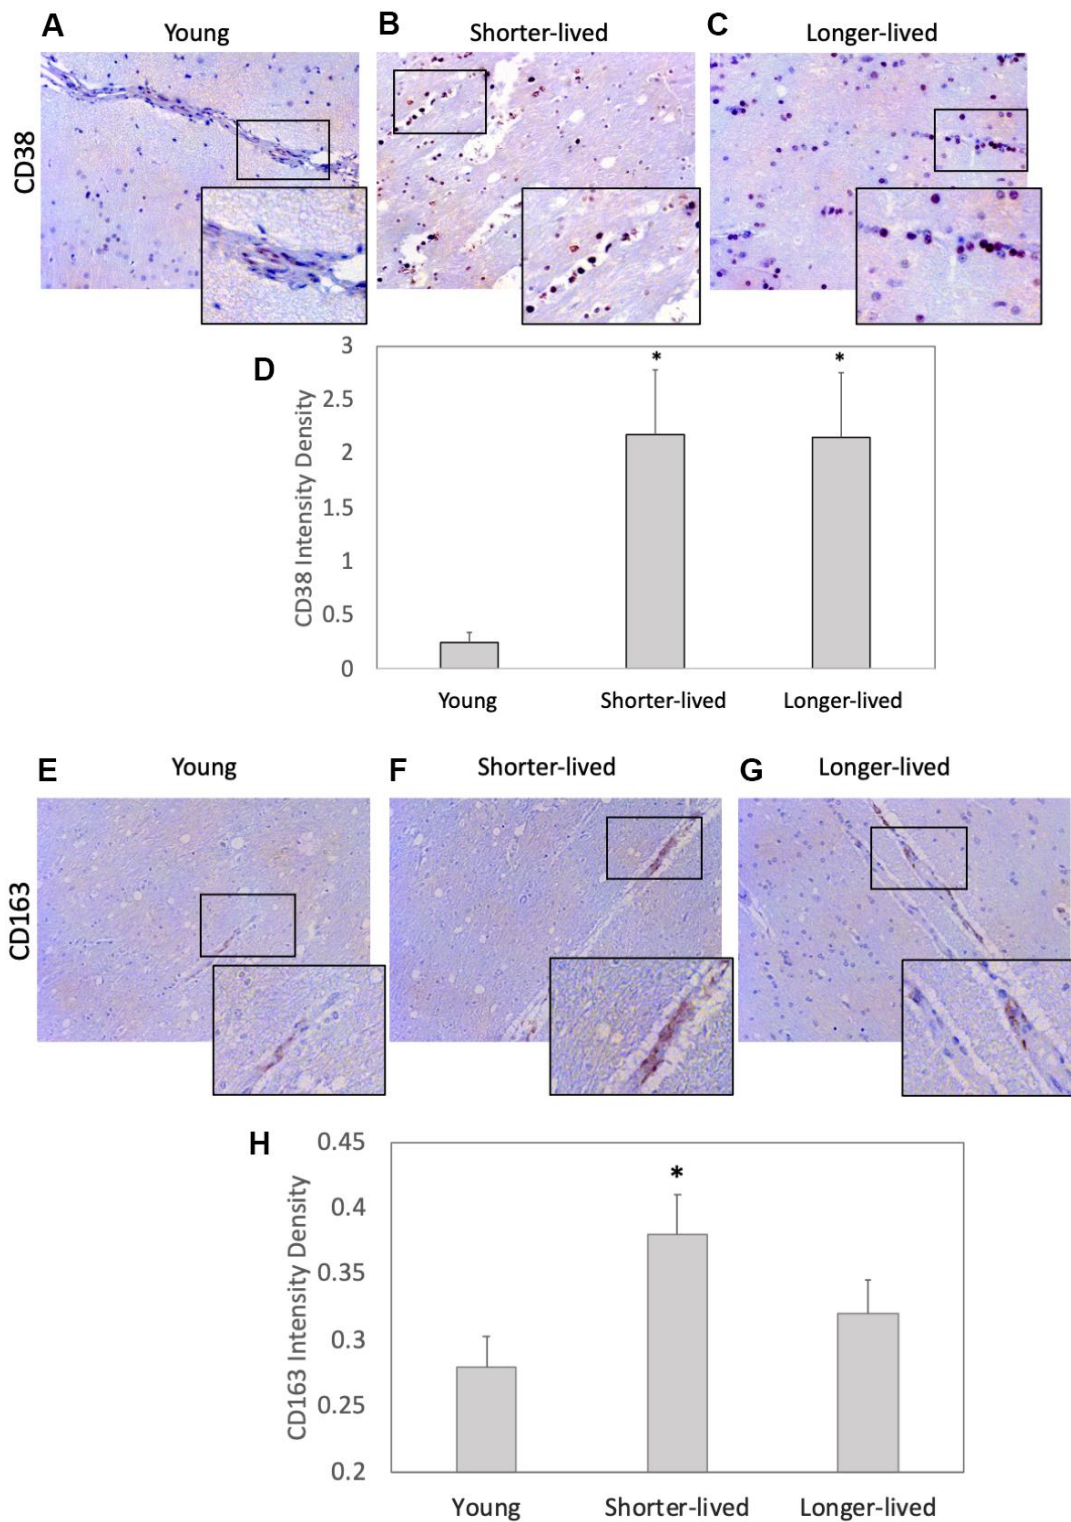 A Young B Shorter-lived C Longer-lived
CD38
D
3
*
*
2.5
2
1.5
1
0.5
0
CD38 Intensity Density
Young Shorter-lived Longer-lived
E Young F Shorter-lived G Longer-lived
CD163
H
0.45
*
0.4
0.35
0.3
0.25
0.2
CD163 Intensity Density
Young Shorter-lived Longer-lived